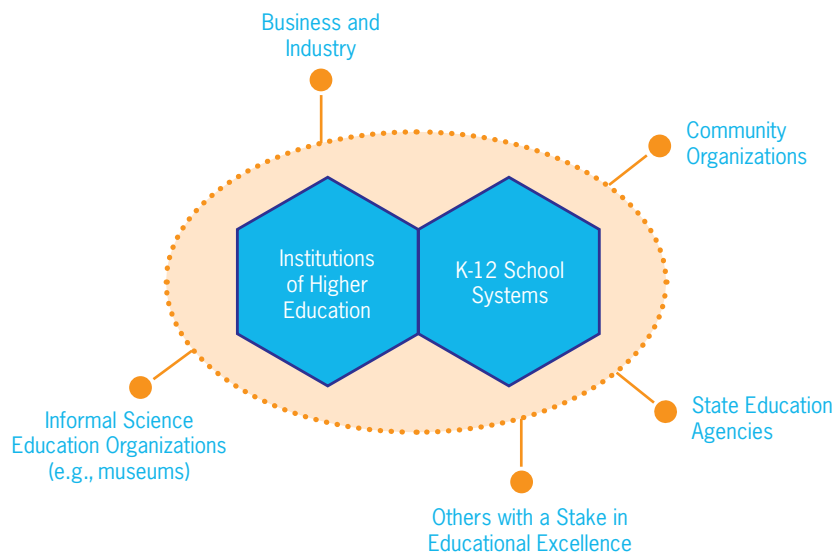 Business and
Industry
Community
Organizations
Institutions
of Higher
Education
K-12 School
Systems
Informal Science
Education Organizations
(e.g., museums)
State Education
Agencies
Others with a Stake in
Educational Excellence